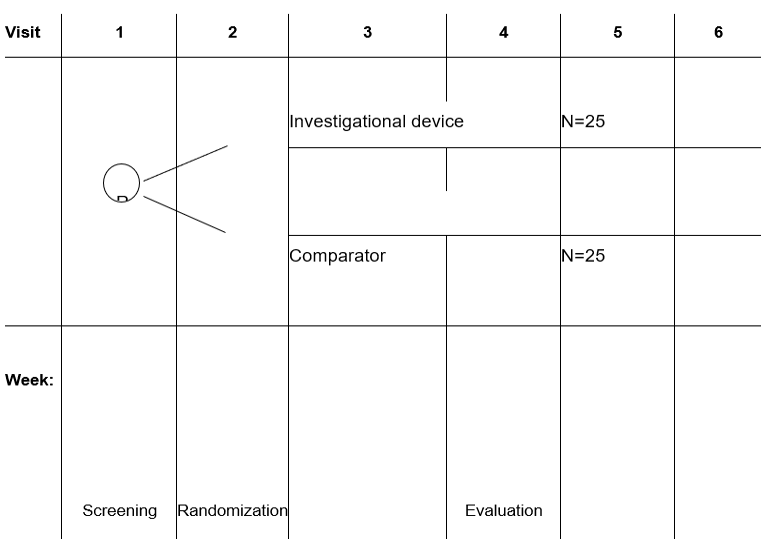 Visit 1 2 3 4 5 6
Investigational device N=25
Comparator N=25
Week:
Screening Randomization Evaluation